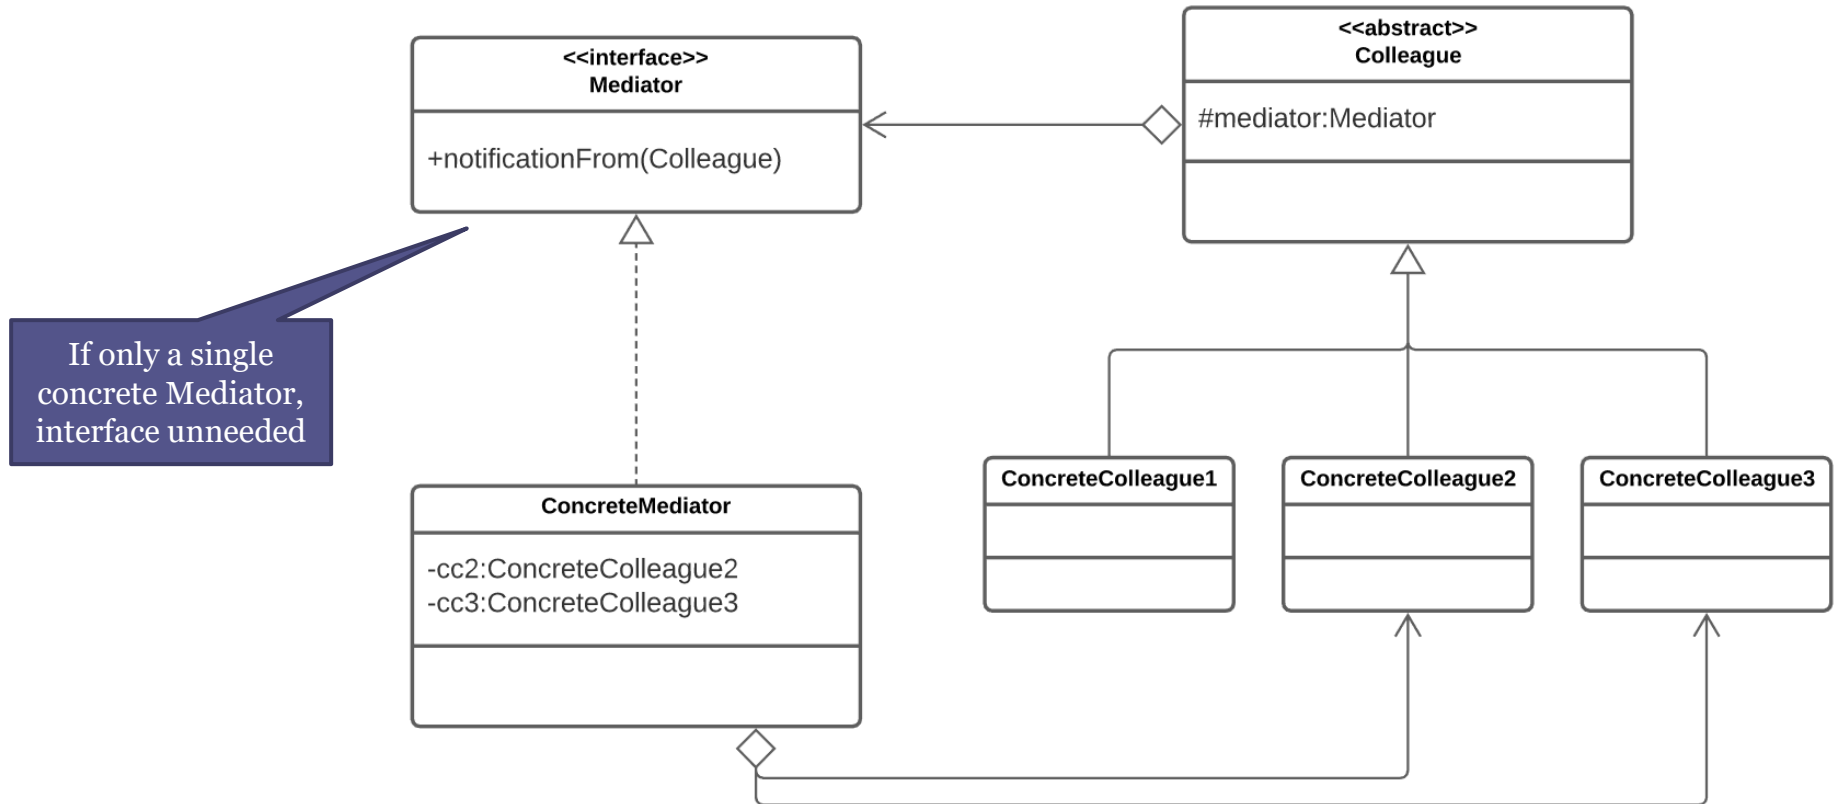 <<interface>>
Mediator
+notificationFrom(Colleague)
<<abstract>>
Colleague
#mediator:Mediator
If only a single
concrete Mediator,
interface unneeded
ConcreteMediator
-cc2:ConcreteColleague2
-cc3:ConcreteColleague3
ConcreteColleague1
ConcreteColleague2
ConcreteColleague3